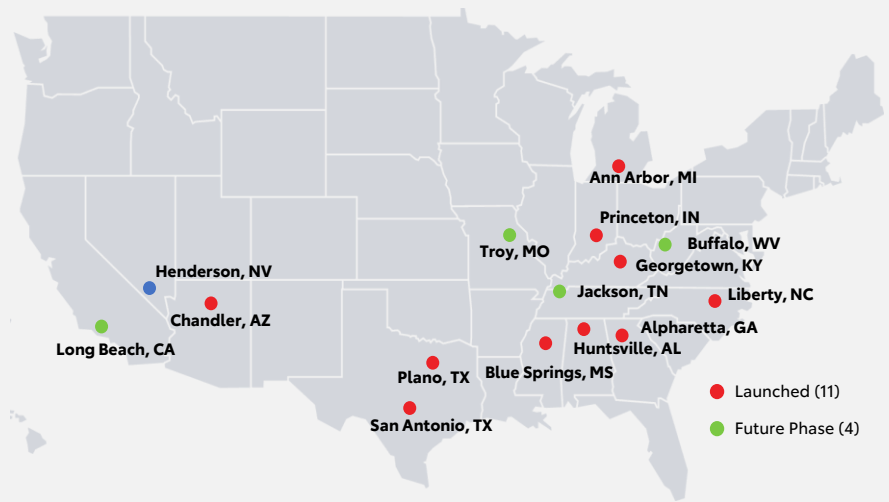 Ann Arbor, MI
Princeton, IN
Troy, MO
Buffalo, WV
Georgetown, KY
Henderson, NV
Jackson, TN
Liberty, NC
Chandler, AZ
Alpharetta, GA
Long Beach, CA
Huntsville, AL
Plano, TX
Blue Springs, MS
Launched (11)
San Antonio, TX
Future Phase (4)